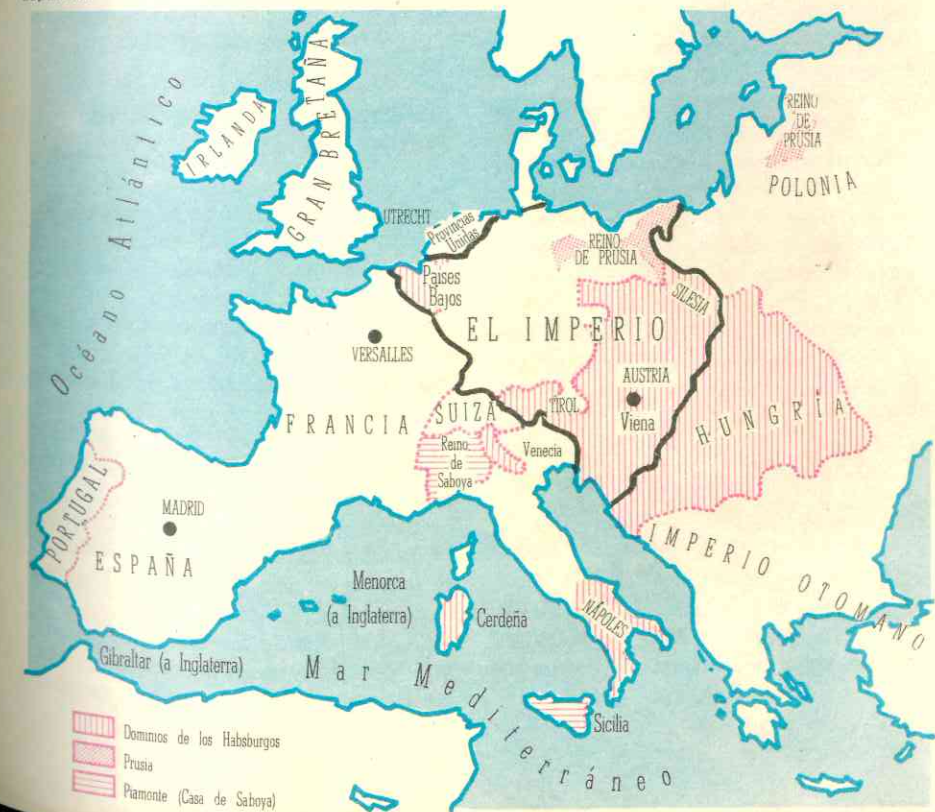 Océano Atlántico
IRLANDA
GRAN BRETAÑA
REINO
DE
PRUSIA
POLONIA
UTRECHT
Provincias
Unidas
REINO
DE PRUSIA
Países
Bajos
SILESIA
EL IMPERIO
VERSALLES
AUSTRIA
Viena
HUNGRÍA
FRANCIA
SUIZA
TIROL
Reino
de
Saboya
Venecia
PORTUGAL
MADRID
ESPAÑA
IMPERIO OTOMANO
Menorca
(a Inglaterra)
Cerdeña
NÁPOLES
Gibraltar (a Inglaterra)
Mar Mediterráneo
Sicilia
Dominios de los Habsburgos
Prusia
Piamonte (Casa de Saboya)